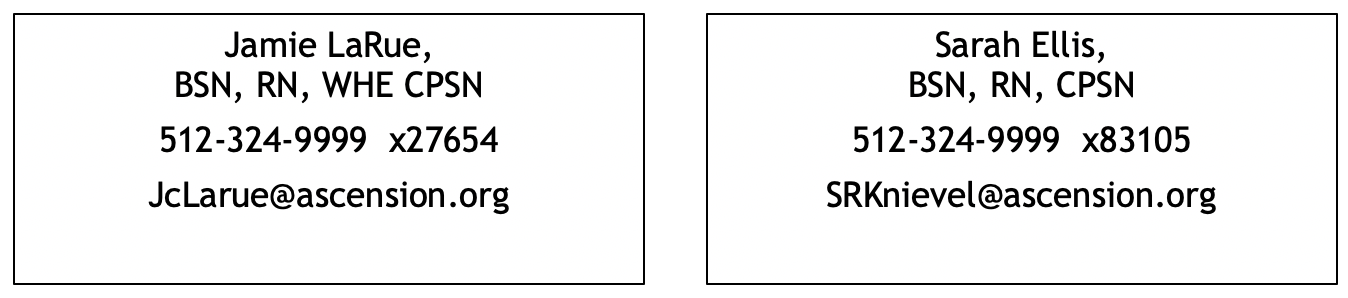 Jamie LaRue,
BSN, RN, WHE CPSN
512-324-9999 x27654
JcLarue@ascension.org
Sarah Ellis,
BSN, RN, CPSN
512-324-9999 x83105
SRKnievel@ascension.org